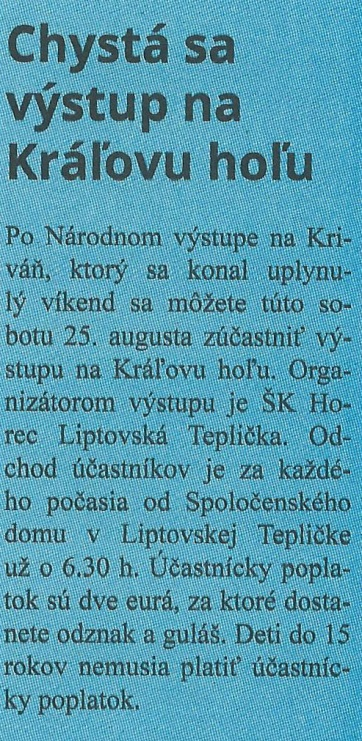 Chystá sa
výstup na
Kráľovu hoľu
Po Národnom výstupe na Kri-
váň, ktorý sa konal uplynu-
lý víkend sa môžete túto so-
botu 25. augusta zúčastniť vý-
stupu na Kráľovu hoľu. Orga-
nizátorom výstupu je ŠK Ho-
rec Liptovská Teplička. Od-
chod účastníkov je za každé-
ho počasia od Spoločenského
domu v Liptovskej Tepličke
už o 6.30 h. Účastnícky popla-
tok sú dve eurá, za ktoré dosta-
nete odznak a guláš. Deti do 15
rokov nemusia platiť účastníc-
ky poplatok.